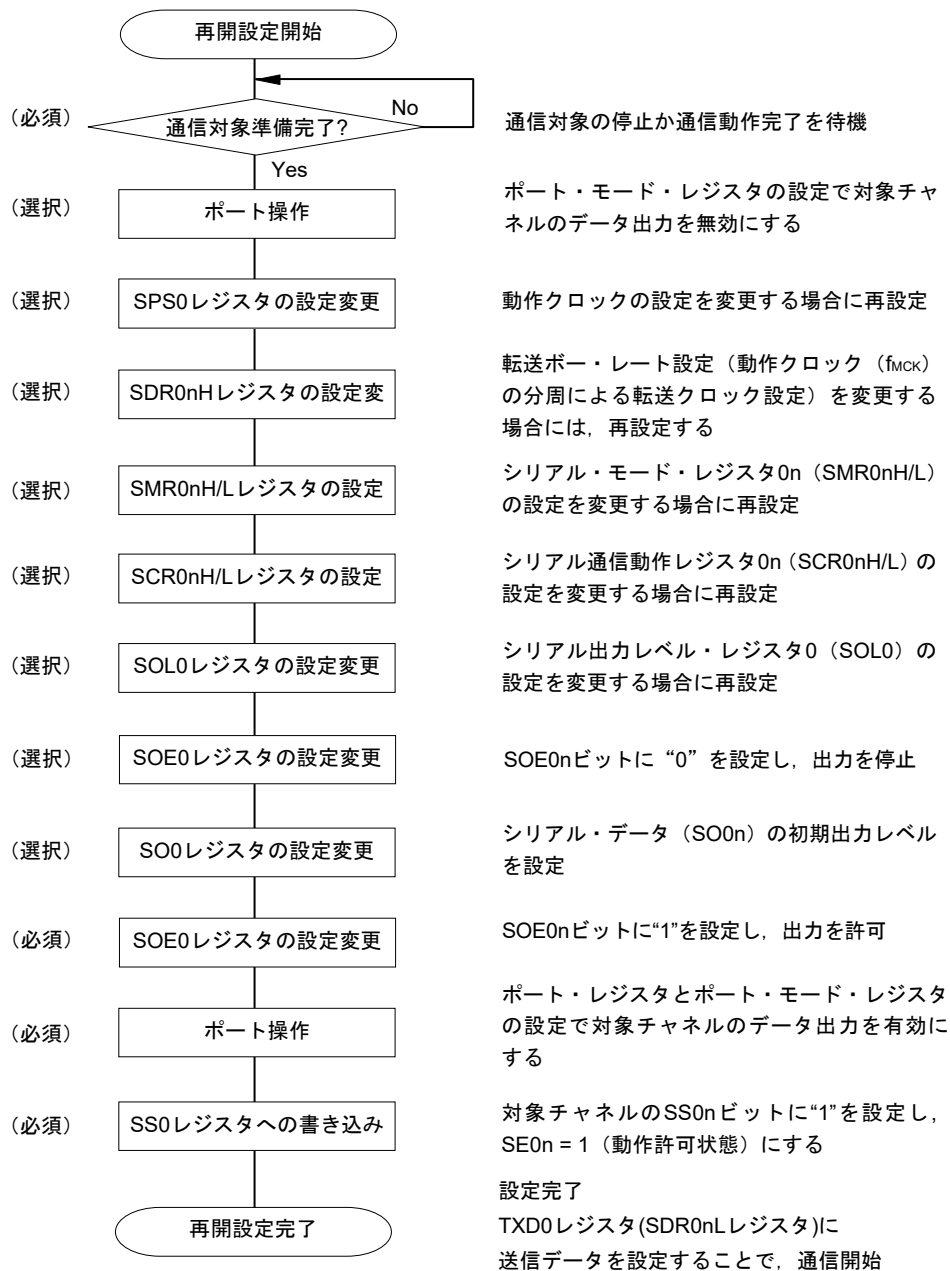 再開設定開始
(必須)
通信対象準備完了?
No
Yes
通信対象の停止か通信動作完了を待機
(選択)
ポート操作
ポート・モード・レジスタの設定で対象チャ
ネルのデータ出力を無効にする
(選択)
SPS0レジスタの設定変更
動作クロックの設定を変更する場合に再設定
(選択)
SDR0nHレジスタの設定変
転送ボー・レート設定(動作クロック(fMCK)
の分周による転送クロック設定)を変更する
場合には,再設定する
(選択)
SMR0nH/Lレジスタの設定
シリアル・モード・レジスタ0n(SMR0nH/L)
の設定を変更する場合に再設定
(選択)
SCR0nH/Lレジスタの設定
シリアル通信動作レジスタ0n(SCR0nH/L)の
設定を変更する場合に再設定
(選択)
SOL0レジスタの設定変更
シリアル出力レベル・レジスタ0(SOL0)の
設定を変更する場合に再設定
(選択)
SOE0レジスタの設定変更
SOE0nビットに“0”を設定し,出力を停止
(選択)
SO0レジスタの設定変更
シリアル・データ(SO0n)の初期出力レベル
を設定
(必須)
SOE0レジスタの設定変更
SOE0nビットに“1”を設定し,出力を許可
(必須)
ポート操作
ポート・レジスタとポート・モード・レジスタ
の設定で対象チャネルのデータ出力を有効に
する
(必須)
SS0レジスタへの書き込み
対象チャネルのSS0nビットに“1”を設定し,
SE0n = 1(動作許可状態)にする
再開設定完了
設定完了
TXD0レジスタ(SDR0nLレジスタ)に
送信データを設定することで,通信開始